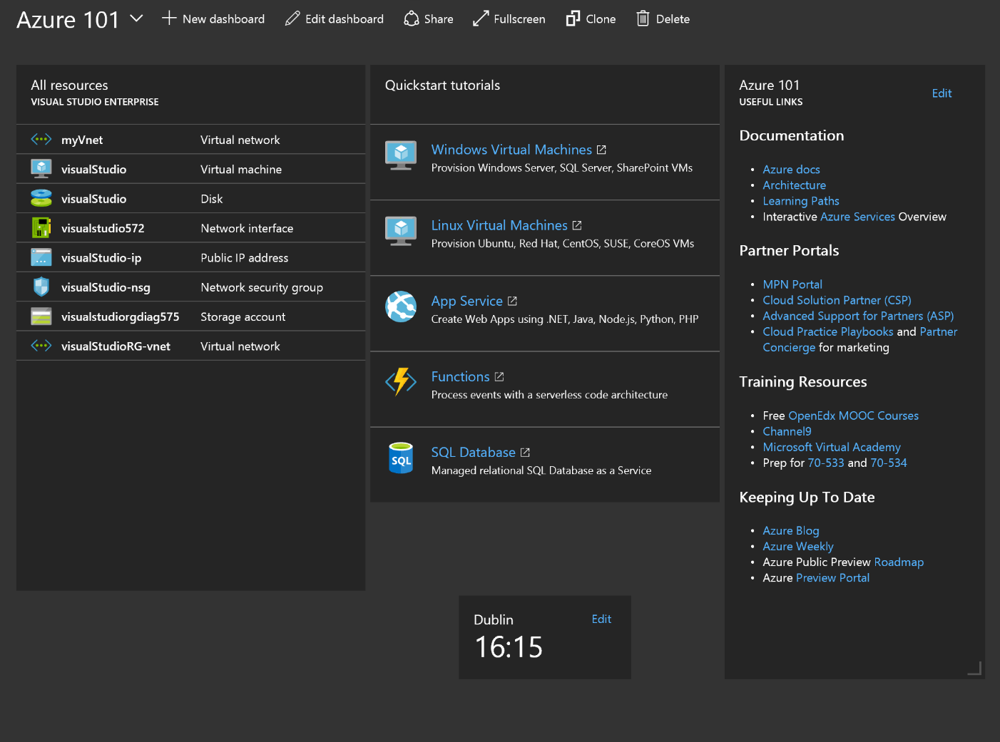 Azure 101
New dashboard
Edit dashboard
Share
Fullscreen
Clone
Delete
All resources
VISUAL STUDIO ENTERPRISE
myVnet Virtual network
visualStudio Virtual machine
visualStudio Disk
visualstudio572 Network interface
visualStudio-ip Public IP address
visualStudio-nsg Network security group
visualstudiorgdiag575 Storage account
visualStudioRG-vnet Virtual network
Quickstart tutorials
Windows Virtual Machines
Provision Windows Server, SQL Server, SharePoint VMs
Linux Virtual Machines
Provision Ubuntu, Red Hat, CentOS, SUSE, CoreOS VMs
App Service
Create Web Apps using .NET, Java, Node.js, Python, PHP
Functions
Process events with a serverless code architecture
SQL
SQL Database
Managed relational SQL Database as a Service
Dublin
Edit
16:15
Azure 101
USEFUL LINKS
Edit
Documentation
• Azure docs
• Architecture
• Learning Paths
• Interactive Azure Services Overview
Partner Portals
• MPN Portal
• Cloud Solution Partner (CSP)
• Advanced Support for Partners (ASP)
• Cloud Practice Playbooks and Partner
Concierge for marketing
Training Resources
• Free OpenEdx MOOC Courses
• Channel9
• Microsoft Virtual Academy
• Prep for 70-533 and 70-534
Keeping Up To Date
• Azure Blog
• Azure Weekly
• Azure Public Preview Roadmap
• Azure Preview Portal